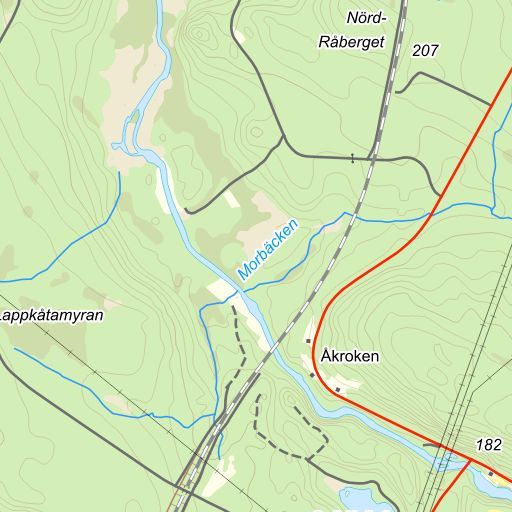 Nörd-
Råberget
207
Morbäcken
Lappkåtamyran
Åkroken
182